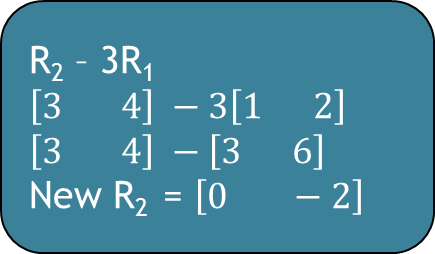 R₂ – 3R₁
[3 4] − 3[1 2]
[3 4] − [3 6]
New R₂ = [0 − 2]